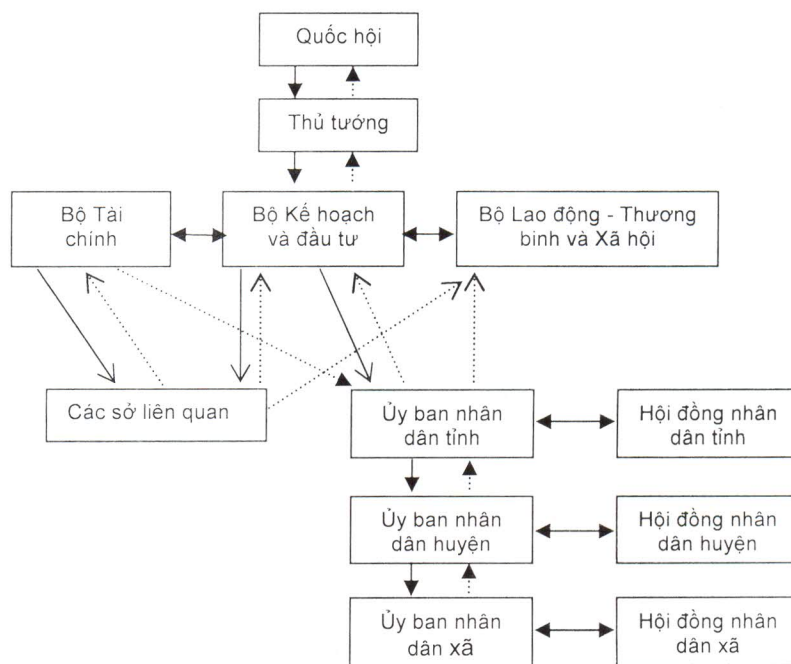 Quốc hội
Thủ tướng
Bộ Tài
chính
Bộ Kế hoạch
và đầu tư
Bộ Lao động - Thương
binh và Xã hội
Các sở liên quan
Ủy ban nhân
dân tỉnh
Hội đồng nhân
dân tỉnh
Ủy ban nhân
dân huyện
Hội đồng nhân
dân huyện
Ủy ban nhân
dân xã
Hội đồng nhân
dân xã